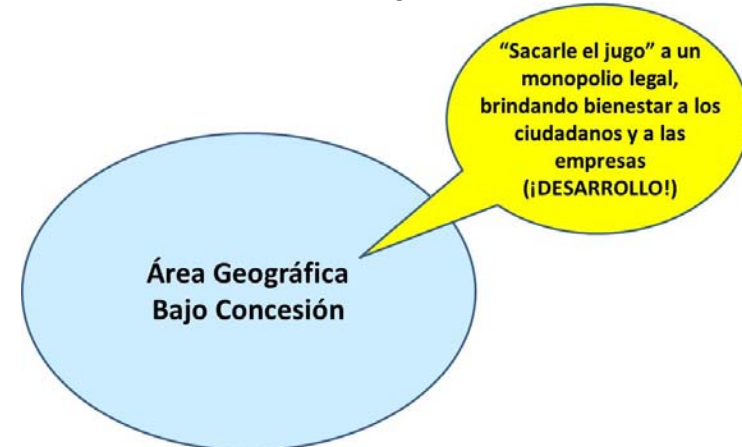 “Sacarle el jugo” a un
monopolio legal,
brindando bienestar a los
ciudadanos y a las
empresas
(¡DESARROLLO!)
Área Geográfica
Bajo Concesión